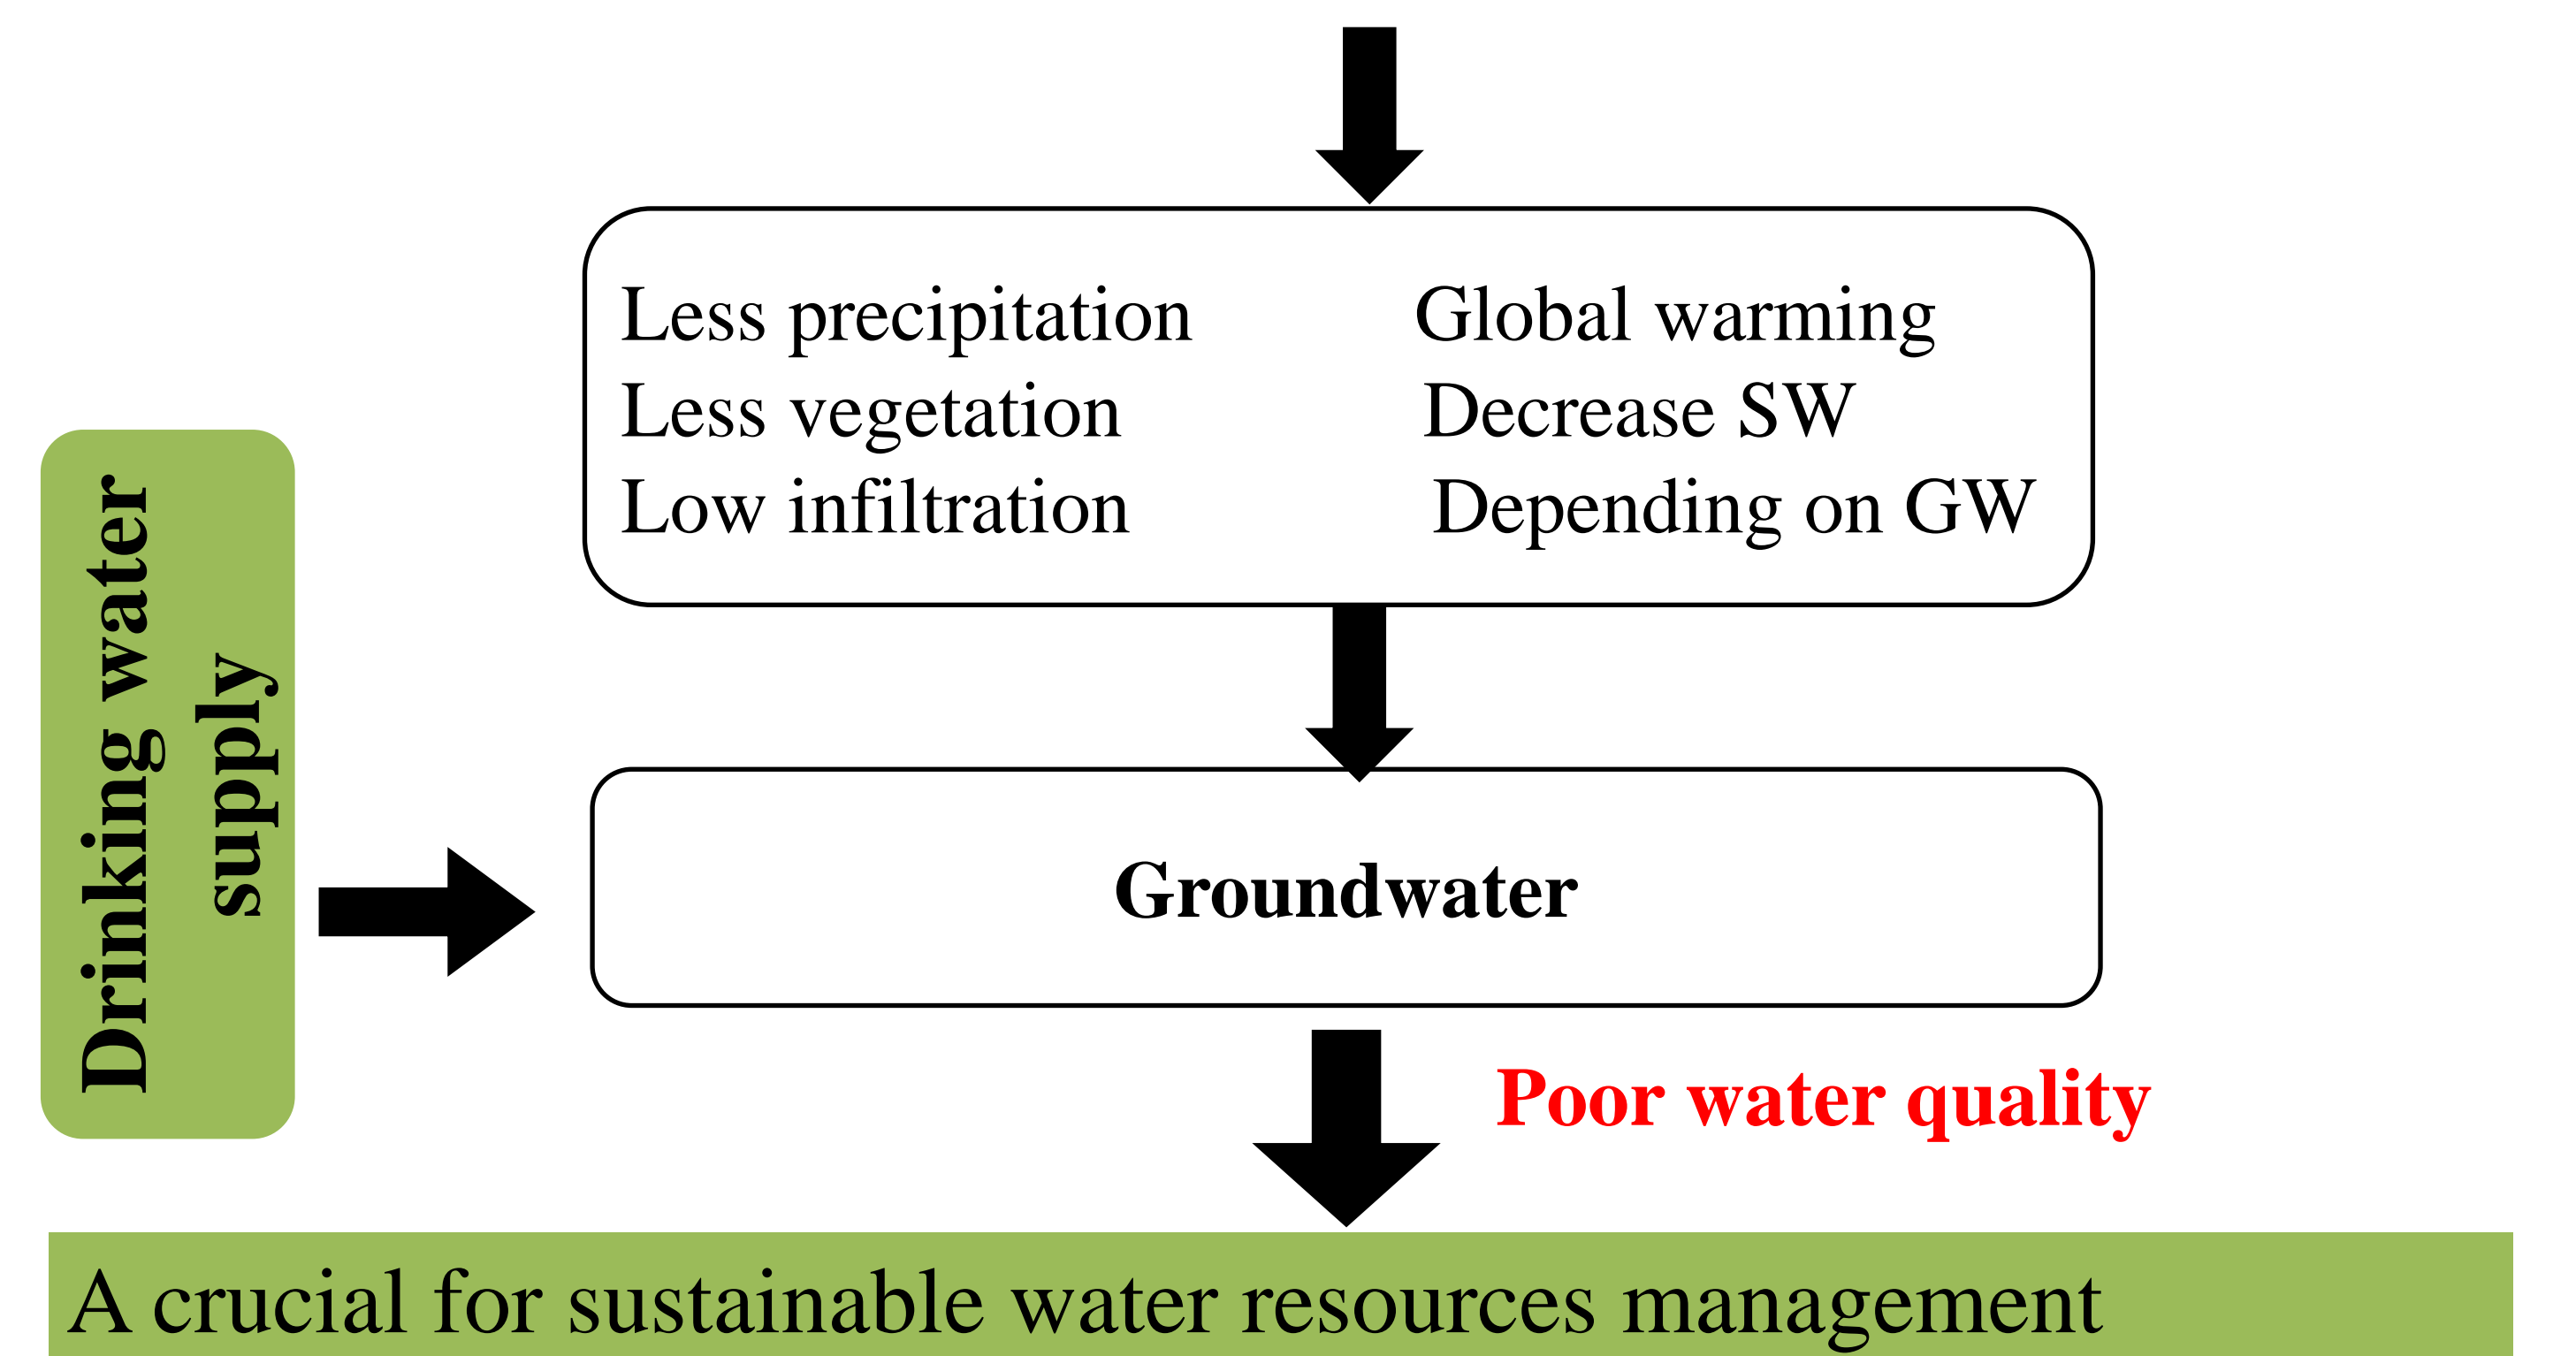 Less precipitation Global warming
Less vegetation Decrease SW
Low infiltration Depending on GW
Drinking water
supply
Groundwater
Poor water quality
A crucial for sustainable water resources management